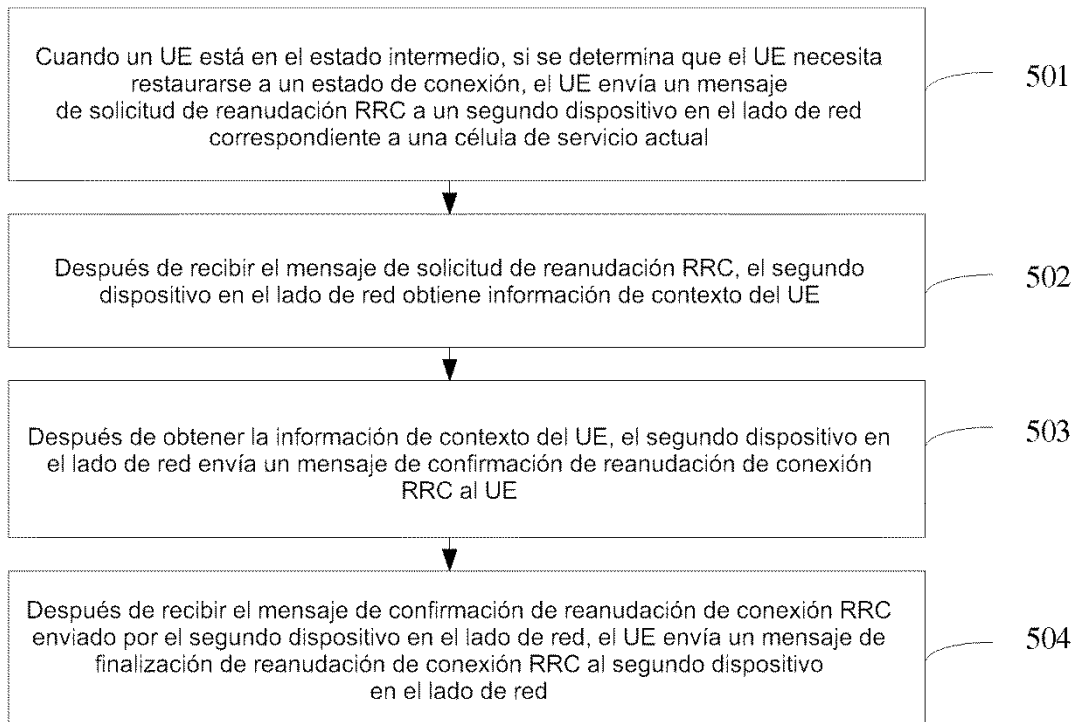 Cuando un UE está en el estado intermedio, si se determina que el UE necesita
restaurarse a un estado de conexión, el UE envía un mensaje
de solicitud de reanudación RRC a un segundo dispositivo en el lado de red
correspondiente a una célula de servicio actual
501
Después de recibir el mensaje de solicitud de reanudación RRC, el segundo
dispositivo en el lado de red obtiene información de contexto del UE
502
Después de obtener la información de contexto del UE, el segundo dispositivo en
el lado de red envía un mensaje de confirmación de reanudación de conexión
RRC al UE
503
Después de recibir el mensaje de confirmación de reanudación de conexión RRC
enviado por el segundo dispositivo en el lado de red, el UE envía un mensaje de
finalización de reanudación de conexión RRC al segundo dispositivo
en el lado de red
504